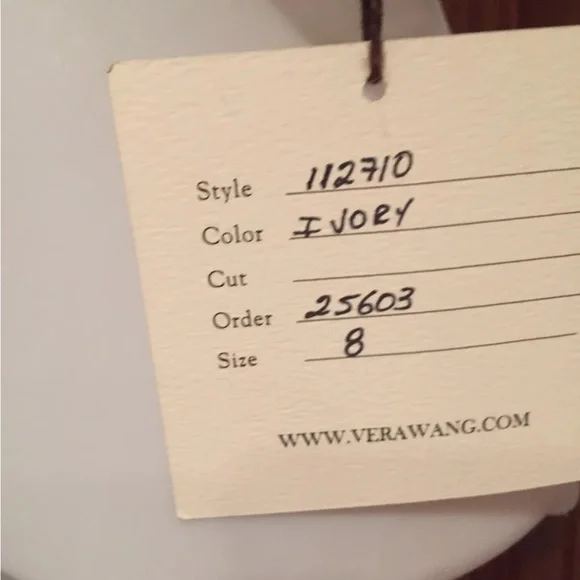 Style 112710
Color IVORY
Cut
Order 25603
Size 8
WWW.VERAWANG.COM